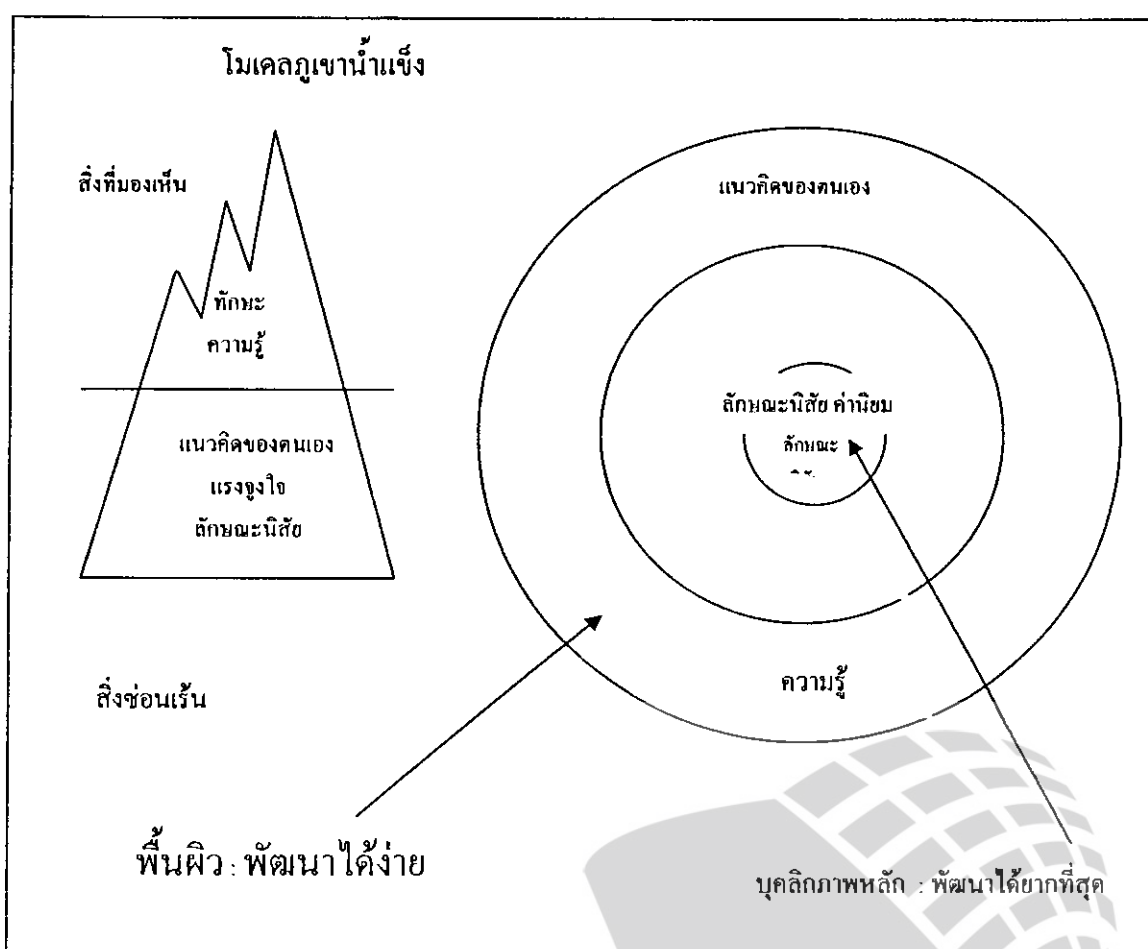 โมเดลภูเขาน้ำแข็ง
สิ่งที่มองเห็น
ทักษะ
ความรู้
แนวคิดของตนเอง
แรงจูงใจ
ลักษณะนิสัย
สิ่งซ่อนเร้น
แนวคิดของตนเอง
ลักษณะนิสัย ค่านิยม
ลักษณะ
ความรู้
พื้นผิว : พัฒนาได้ง่าย
บุคลิกภาพหลัก : พัฒนาได้ยากที่สุด